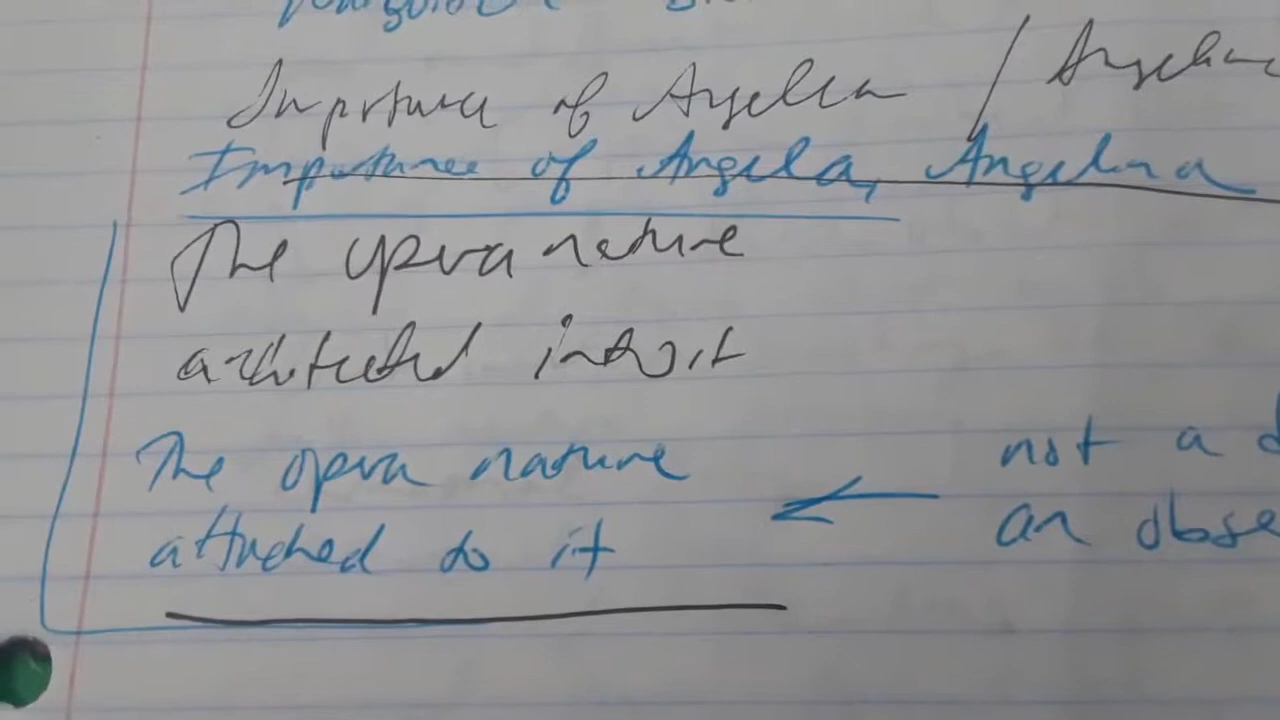 Importance of Angelea / Angelina
Importance of Angela, Angelina
The opera nature
attached to it
The opera nature
not a
attached to it
an obse